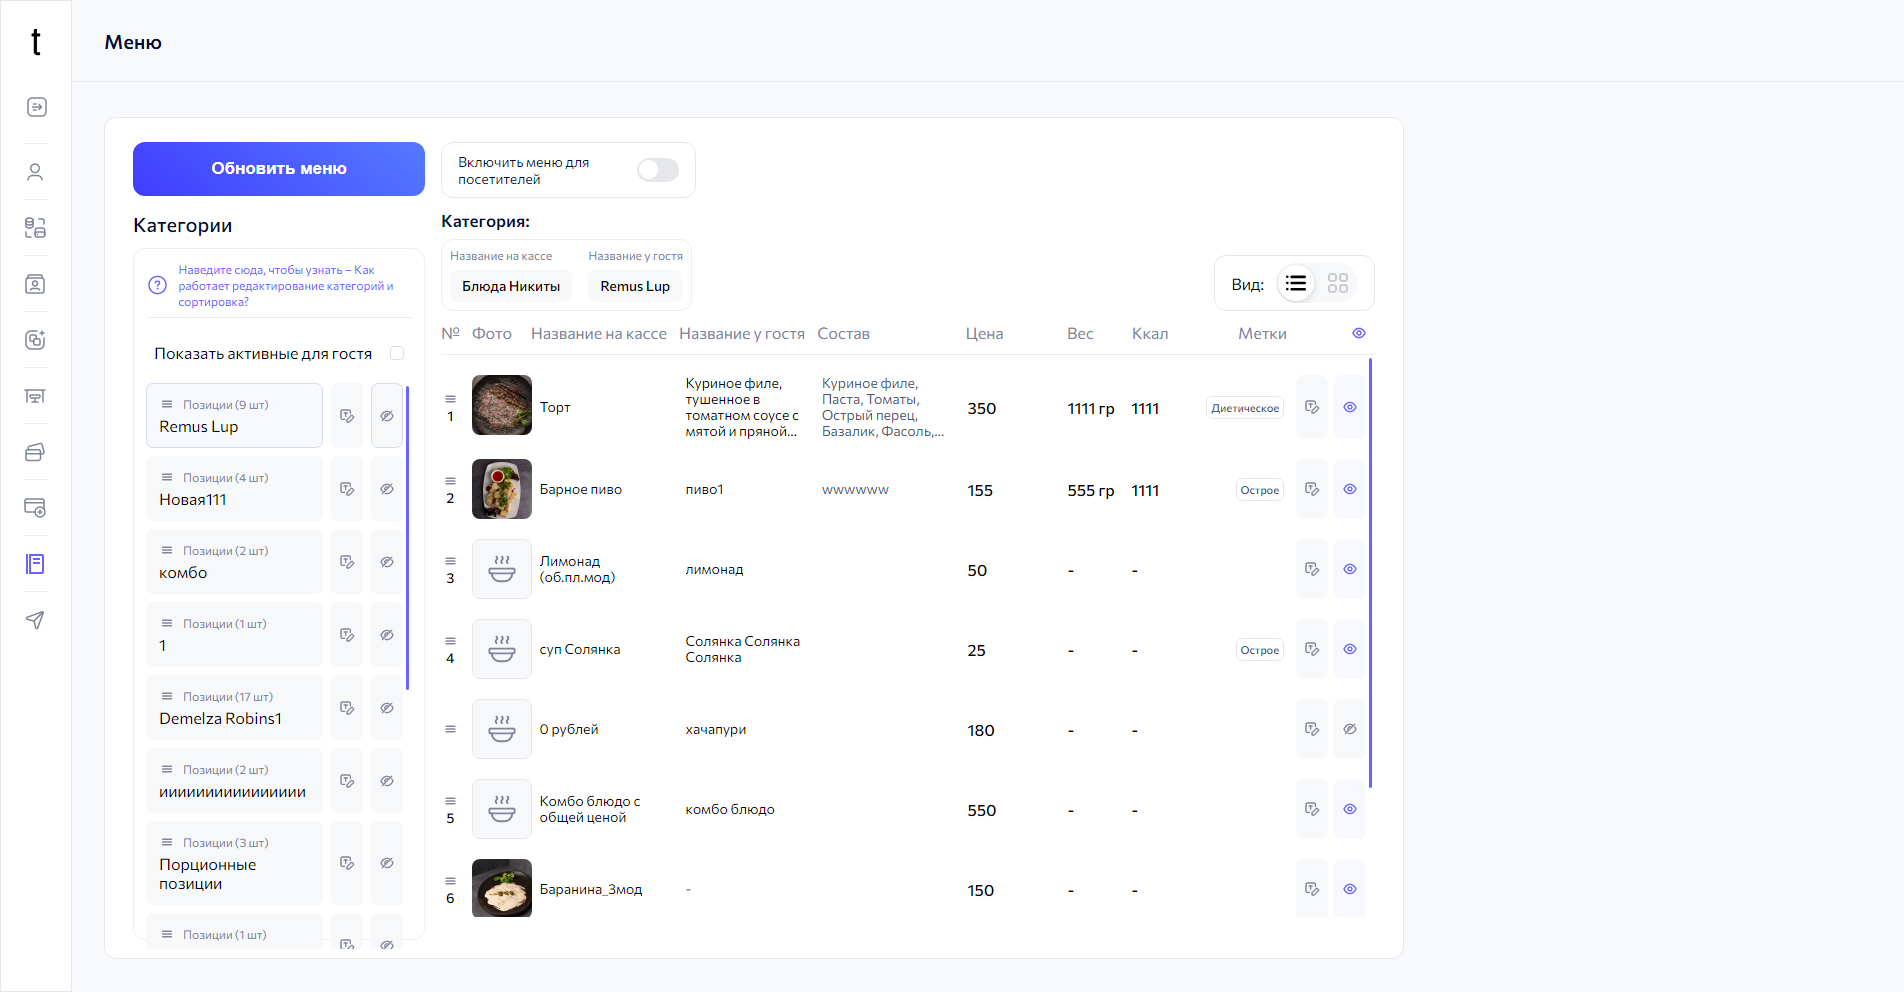 t
Меню
Обновить меню
Включить меню для
посетителей
Категории
Наведите сюда, чтобы узнать – Как
работает редактирование категорий и
сортировка?
Показать активные для гостя
Позиции (9 шт)
Remus Lup
Позиции (4 шт)
Новая111
Позиции (2 шт)
комбо
Позиции (1 шт)
1
Позиции (17 шт)
Demelza Robins1
Позиции (2 шт)
ииииииииииииииии
Позиции (3 шт)
Порционные
позиции
Позиции (1 шт)
Категория:
Название на кассе Название у гостя
Блюда Никиты Remus Lup
Вид:
№ Фото Название на кассе Название у гостя Состав Цена Вес Ккал Метки
1 Торт
Куриное филе,
тушенное в
томатном соусе с
мятой и пряной...
Куриное филе,
Паста, Томаты,
Острый перец,
Базалик, Фасоль,...
350 1111 гр 1111 Диетическое
2 Барное пиво пиво1 wwwwww 155 555 гр 1111 Острое
3 Лимонад
(об.пл.мод)
лимонад 50 - -
4 суп Солянка
Солянка Солянка
Солянка
25 - - Острое
0 рублей хачапури 180 - -
5 Комбо блюдо с
общей ценой
комбо блюдо 550 - -
6 Баранина_3мод - 150 - -